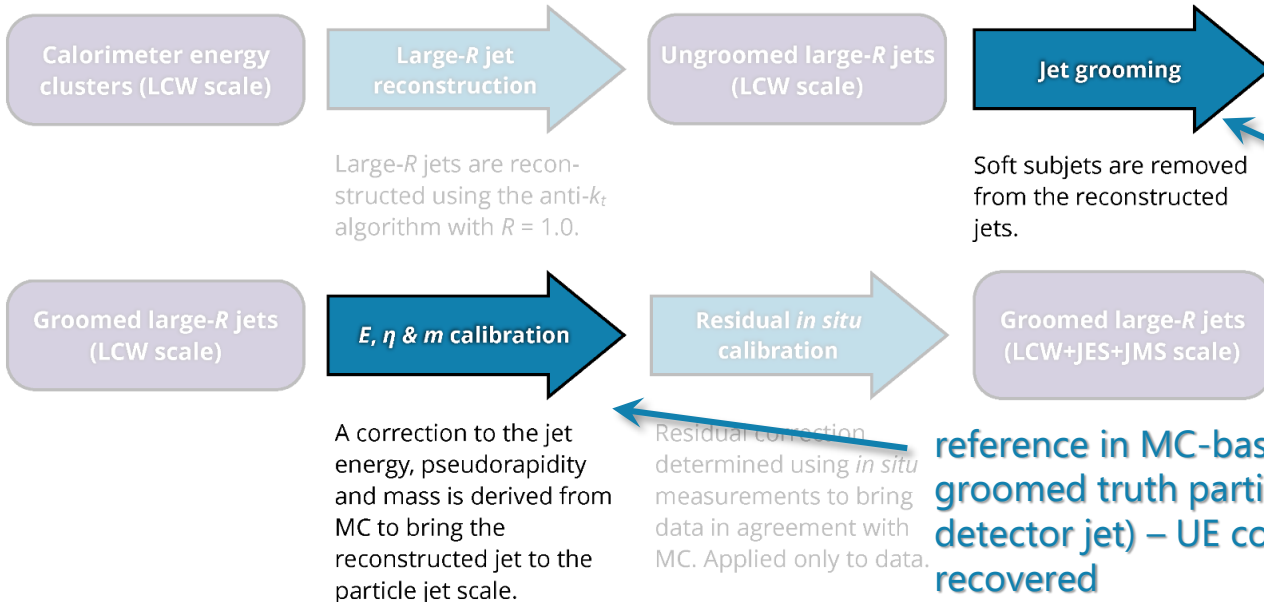 Calorimeter energy
clusters (LCW scale)
Large-R jet
reconstruction
Ungroomed large-R jets
(LCW scale)
Jet grooming
Large-R jets are recon-
structed using the anti-kt
algorithm with R = 1.0.
Soft subjets are removed
from the reconstructed
jets.
Groomed large-R jets
(LCW scale)
E, η & m calibration
Residual in situ
calibration
Groomed large-R jets
(LCW+JES+JMS scale)
A correction to the jet
energy, pseudorapidity
and mass is derived from
MC to bring the
reconstructed jet to the
particle jet scale.
Residual correction
determined using in situ
measurements to bring
data in agreement with
MC. Applied only to data.
reference in MC-bas
groomed truth parti
detector jet) – UE co
recovered